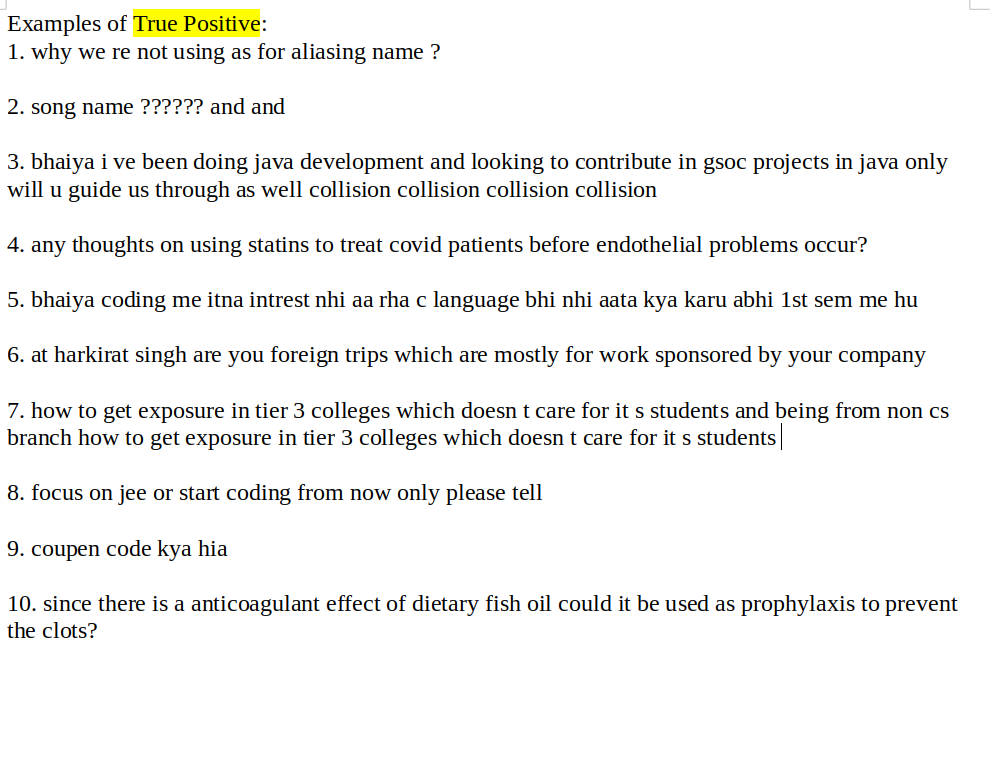 Examples of True Positive:
1. why we re not using as for aliasing name ?
2. song name ?????? and and
3. bhaiya i ve been doing java development and looking to contribute in gsoc projects in java only
will u guide us through as well collision collision collision collision
4. any thoughts on using statins to treat covid patients before endothelial problems occur?
5. bhaiya coding me itna intrest nhi aa rha c language bhi nhi aata kya karu abhi 1st sem me hu
6. at harkirat singh are you foreign trips which are mostly for work sponsored by your company
7. how to get exposure in tier 3 colleges which doesn t care for it s students and being from non cs
branch how to get exposure in tier 3 colleges which doesn t care for it s students
8. focus on jee or start coding from now only please tell
9. coupen code kya hia
10. since there is a anticoagulant effect of dietary fish oil could it be used as prophylaxis to prevent
the clots?